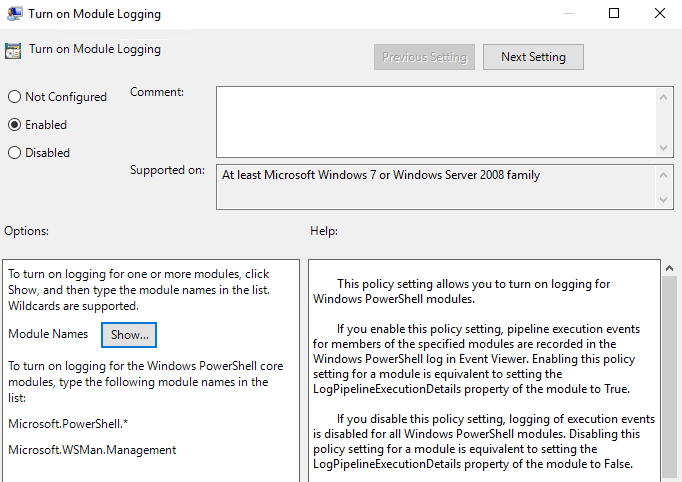 Turn on Module Logging
Turn on Module Logging
Previous Setting
Next Setting
Not Configured
Comment:
Enabled
Disabled
Supported on:
At least Microsoft Windows 7 or Windows Server 2008 family
Options:
Help:
To turn on logging for one or more modules, click
Show, and then type the module names in the list.
Wildcards are supported.
Module Names
Show...
To turn on logging for the Windows PowerShell core
modules, type the following module names in the
list:
Microsoft.PowerShell.*
Microsoft.WSMan.Management
This policy setting allows you to turn on logging for
Windows PowerShell modules.
If you enable this policy setting, pipeline execution events
for members of the specified modules are recorded in the
Windows PowerShell log in Event Viewer. Enabling this policy
setting for a module is equivalent to setting the
LogPipelineExecutionDetails property of the module to True.
If you disable this policy setting, logging of execution events
is disabled for all Windows PowerShell modules. Disabling this
policy setting for a module is equivalent to setting the
LogPipelineExecutionDetails property of the module to False.